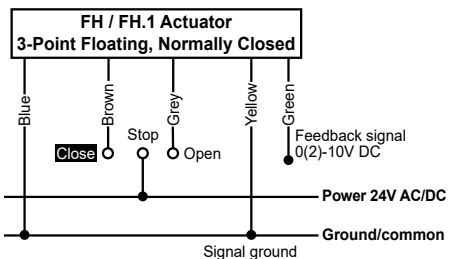 FH / FH.1 Actuator
3-Point Floating, Normally Closed
Blue
Brown
Grey
Yellow
Green
Stop
Close
Open
Feedback signal
0(2)-10V DC
Power 24V AC/DC
Ground/common
Signal ground